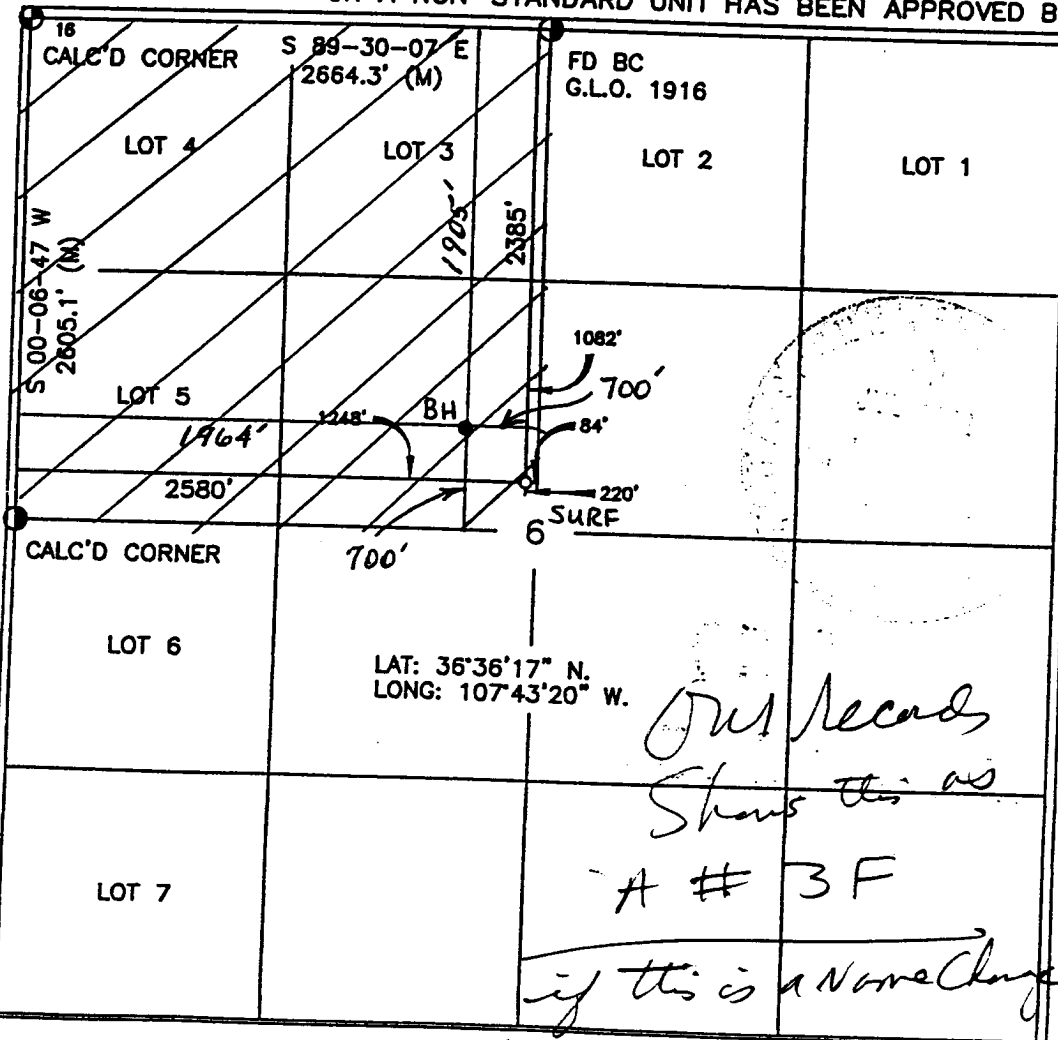 NON-STANDARD UNIT HAS BEEN APPROVED B
16
CALC'D CORNER
S 89-30-07 E
2664.3' (M)
FD BC
G.L.O. 1916
LOT 4
LOT 3
LOT 2
LOT 1
S 00-06-47 W
2605.1' (M)
1905'
2385'
1082'
700'
LOT 5
BH
1248'
84'
1964'
2580'
220'
SURF
6
CALC'D CORNER
700'
LOT 6
LAT: 36°36'17" N.
LONG: 107°43'20" W.
Our records
Shows this as
A # 3F
LOT 7
if this is a Name Change